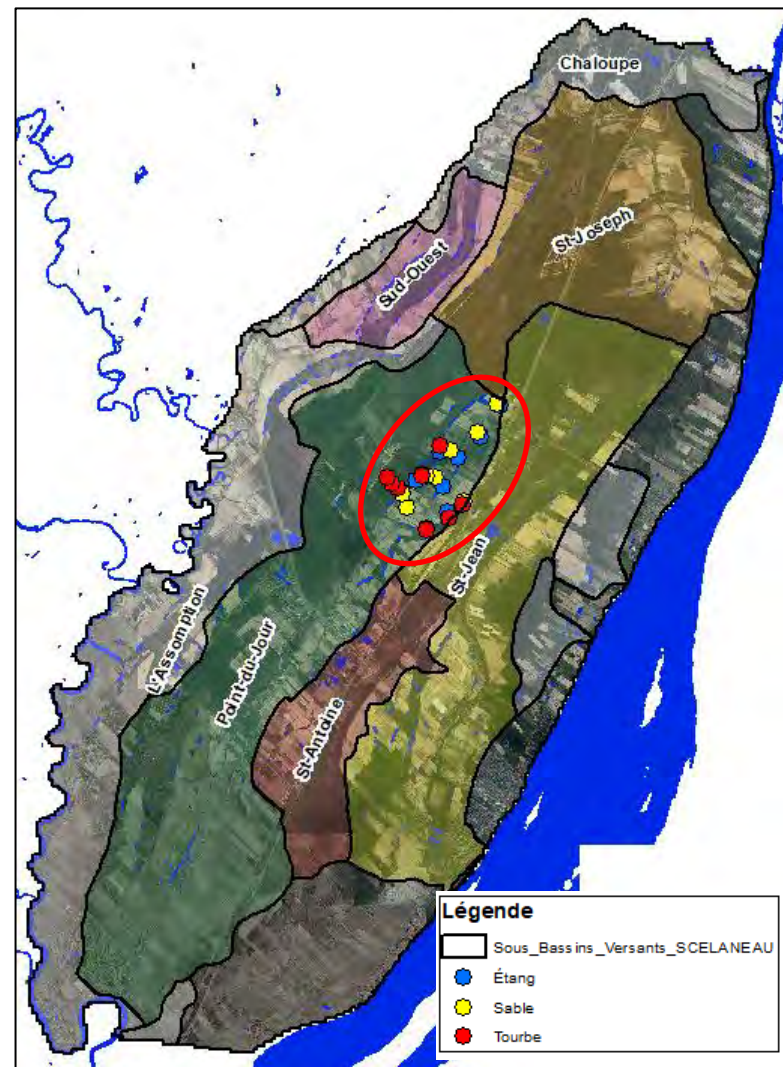 Chaloupe
St-Joseph
Sud-Ouest
St-Jean
L'Assomption
Point-du-Jour
St-Antoine
Légende
Sous_Bassins_Versants_SCELANEAU
Étang
Sable
Tourbe